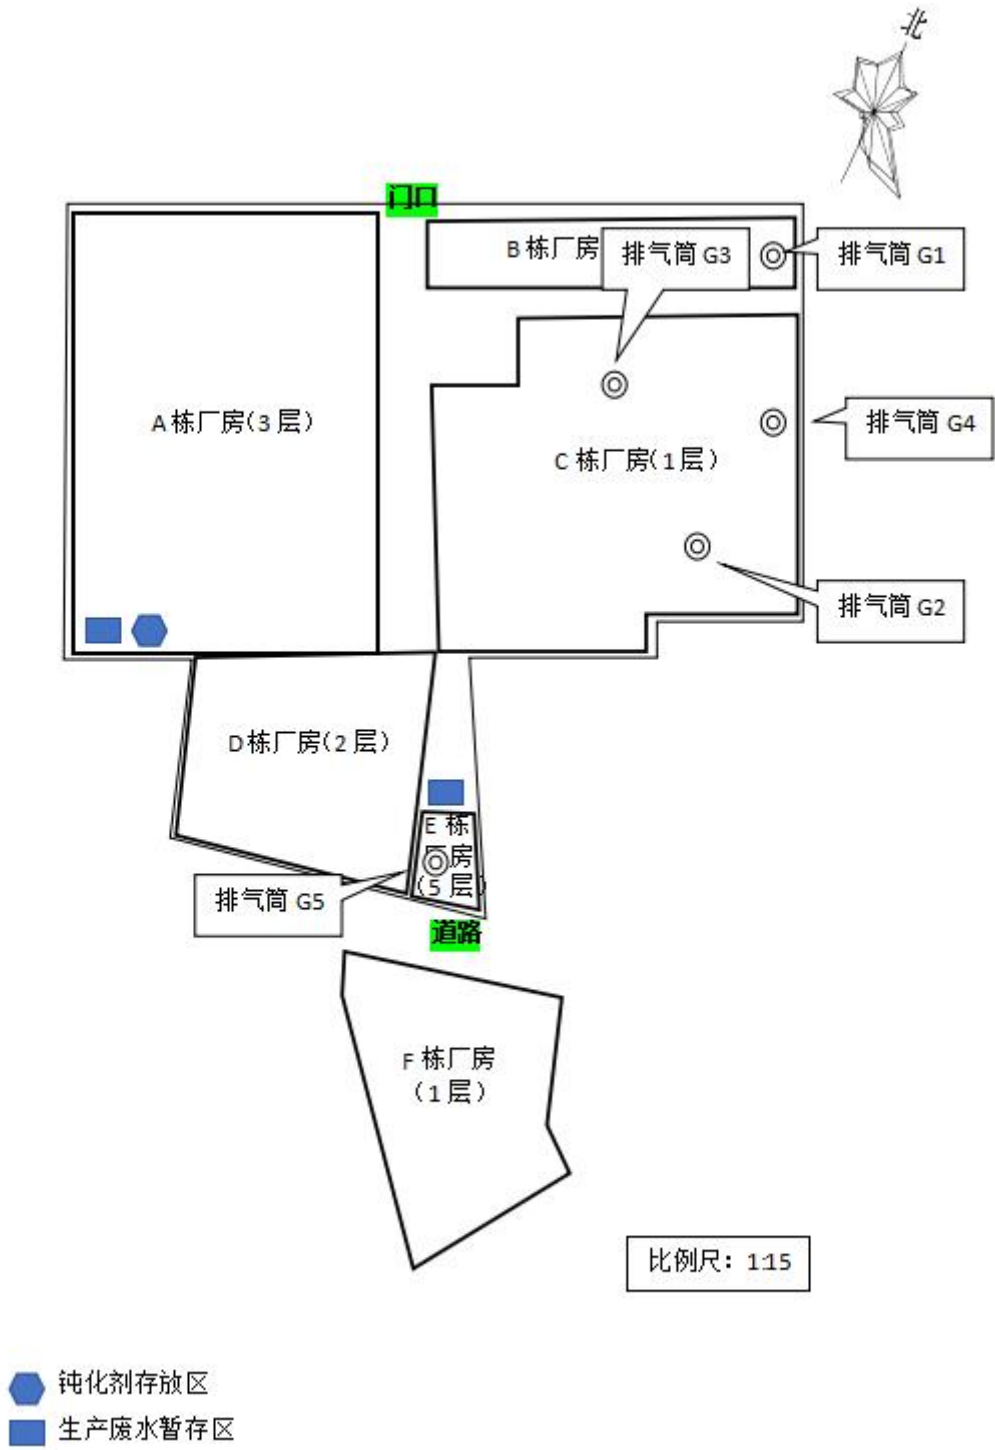 北
门口
B 栋厂房
排气筒 G3
排气筒 G1
A 栋厂房(3 层)
排气筒 G4
C 栋厂房(1 层)
排气筒 G2
D 栋厂房(2 层)
E 栋
厂房
(5 层)
排气筒 G5
道路
F 栋厂房
(1 层)
比例尺：1:15
钝化剂存放区
生产废水暂存区